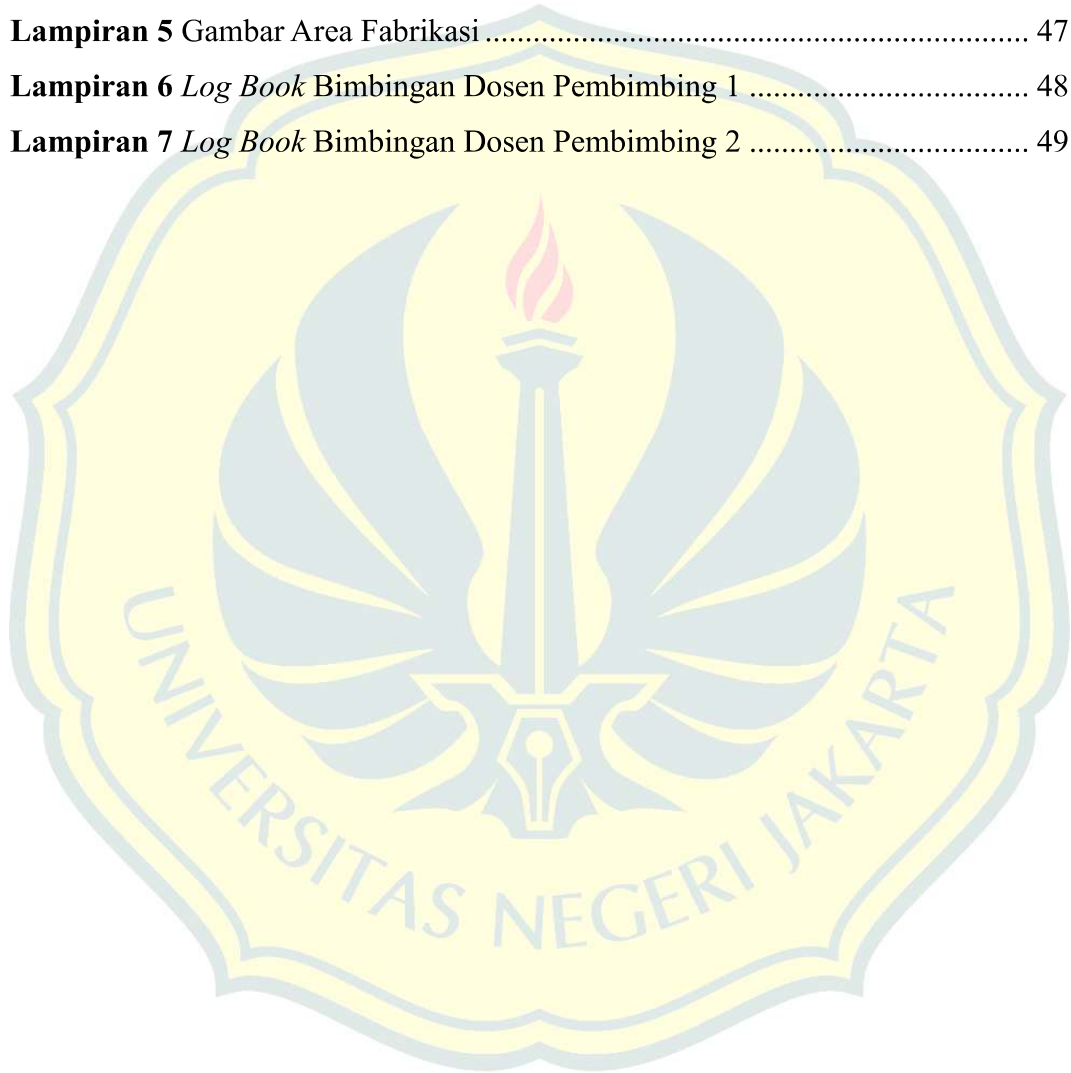 Lampiran 5 Gambar Area Fabrikasi .................................................................... 47
Lampiran 6 Log Book Bimbingan Dosen Pembimbing 1 ................................... 48
Lampiran 7 Log Book Bimbingan Dosen Pembimbing 2 ................................... 49
UNIVERSITAS NEGERI JAKARTA